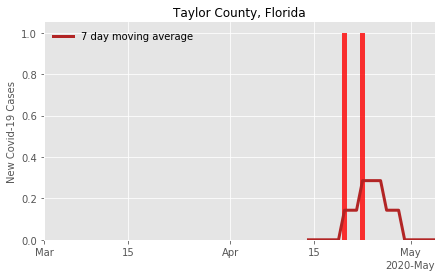 Taylor County, Florida
7 day moving average
New Covid-19 Cases
1.0
0.8
0.6
0.4
0.2
0.0
Mar 15 Apr 15 May
2020-May